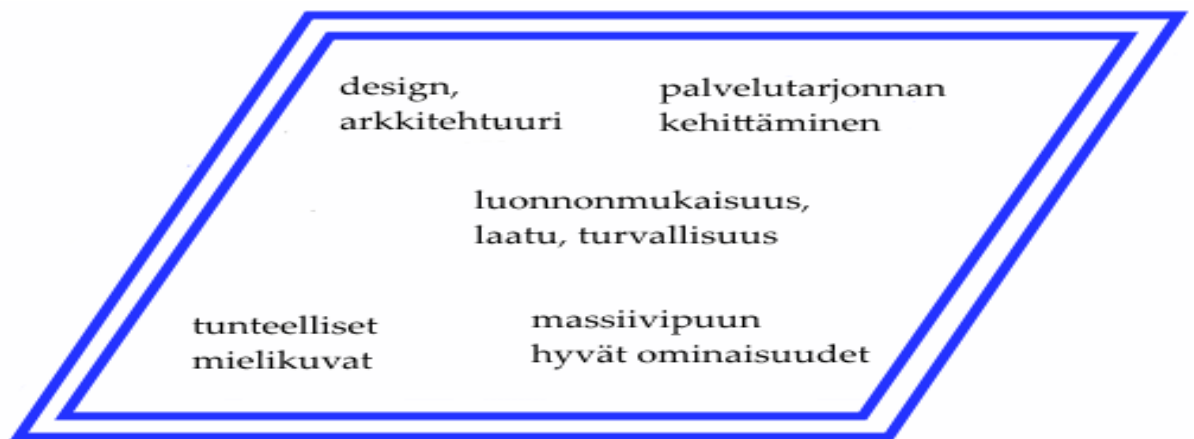 design,
arkkitehtuuri
palvelutarjonnan
kehittäminen
luonnonmukaisuus,
laatu, turvallisuus
tunteelliset
mielikuvat
massiivipuun
hyvät ominaisuudet